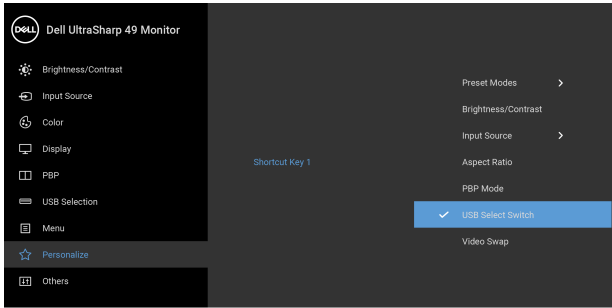 DELL Dell UltraSharp 49 Monitor
Brightness/Contrast
Input Source
Color
Display
PBP
USB Selection
Menu
Personalize
Others
Shortcut Key 1
Preset Modes
Brightness/Contrast
Input Source
Aspect Ratio
PBP Mode
USB Select Switch
Video Swap